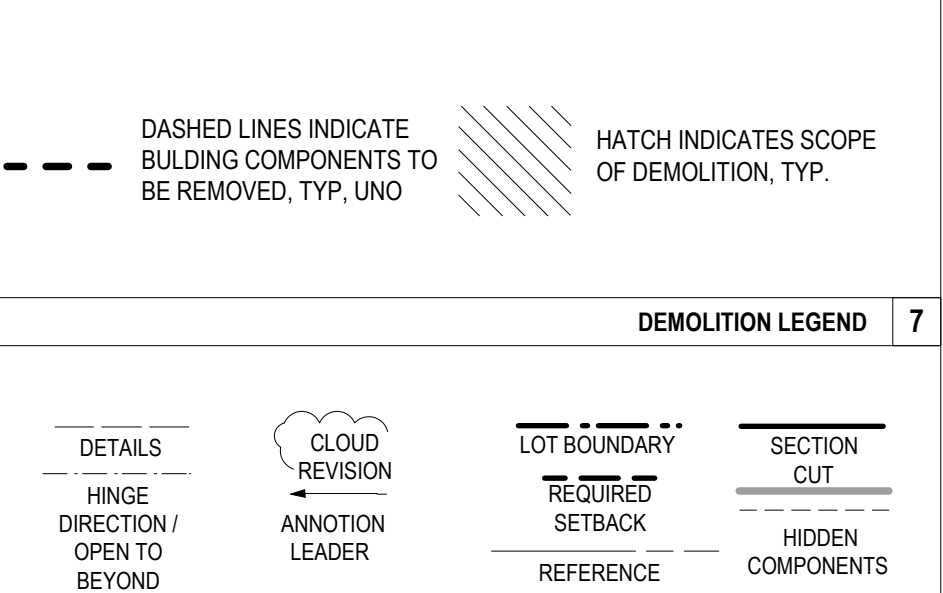 DASHED LINES INDICATE
BULDING COMPONENTS TO
BE REMOVED, TYP, UNO
HATCH INDICATES SCOPE
OF DEMOLITION, TYP.
DEMOLITION LEGEND
7
DETAILS
HINGE
DIRECTION /
OPEN TO
BEYOND
CLOUD
REVISION
ANNOTION
LEADER
LOT BOUNDARY
REQUIRED
SETBACK
REFERENCE
SECTION
CUT
HIDDEN
COMPONENTS